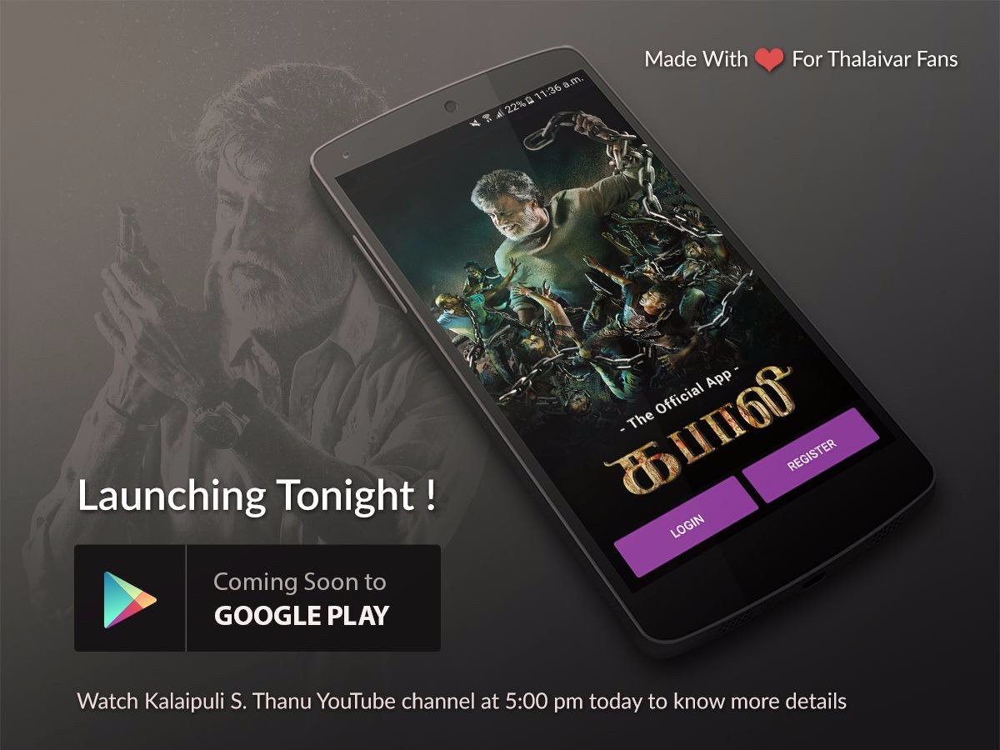 Made With ❤ For Thalaivar Fans
22% 11:36 a.m.
- The Official App -
கபாலி
LOGIN
REGISTER
Launching Tonight !
Coming Soon to
GOOGLE PLAY
Watch Kalaipuli S. Thanu YouTube channel at 5:00 pm today to know more details